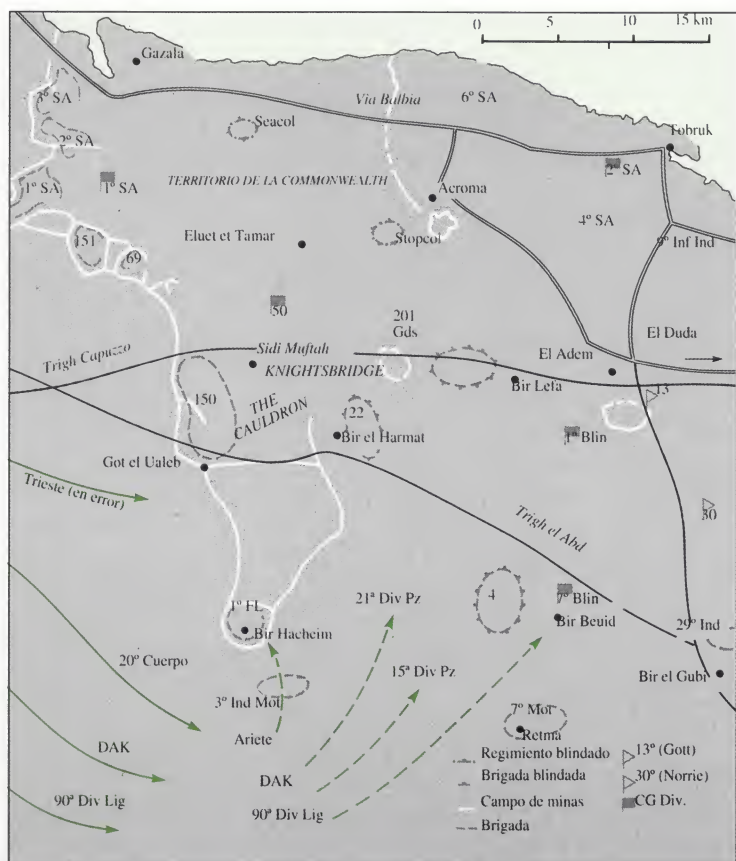 0 5 10 15 km
Gazala
3º SA
Via Balbia
6º SA
Seacol
Tobruk
2º SA
2º SA
1º SA
1º SA
TERRITORIO DE LA COMMONWEALTH
Acroma
4º SA
151
69
Eluet et Tamar
Stopcol
9º Inf Ind
50
201
Gds
El Duda
Trigh Capuzzo
Sidi Muftah
KNIGHTSBRIDGE
El Adem
Bir Lefa
13
150
THE
CAULDRON
22
Bir el Harmat
1ª Blin
Got el Ualeb
Trieste (en error)
Trigh el Abd
30
1º FL
Bir Hacheim
21ª Div Pz
4
7º Blin
Bir Beuid
29º Ind
20º Cuerpo
15ª Div Pz
Bir el Gubi
3º Ind Mot
7º Mot
Retma
Ariete
DAK
DAK
90ª Div Lig
90ª Div Lig
Regimiento blindado
Brigada blindada
Campo de minas
Brigada
13º (Gott)
30º (Norrie)
CG Div.